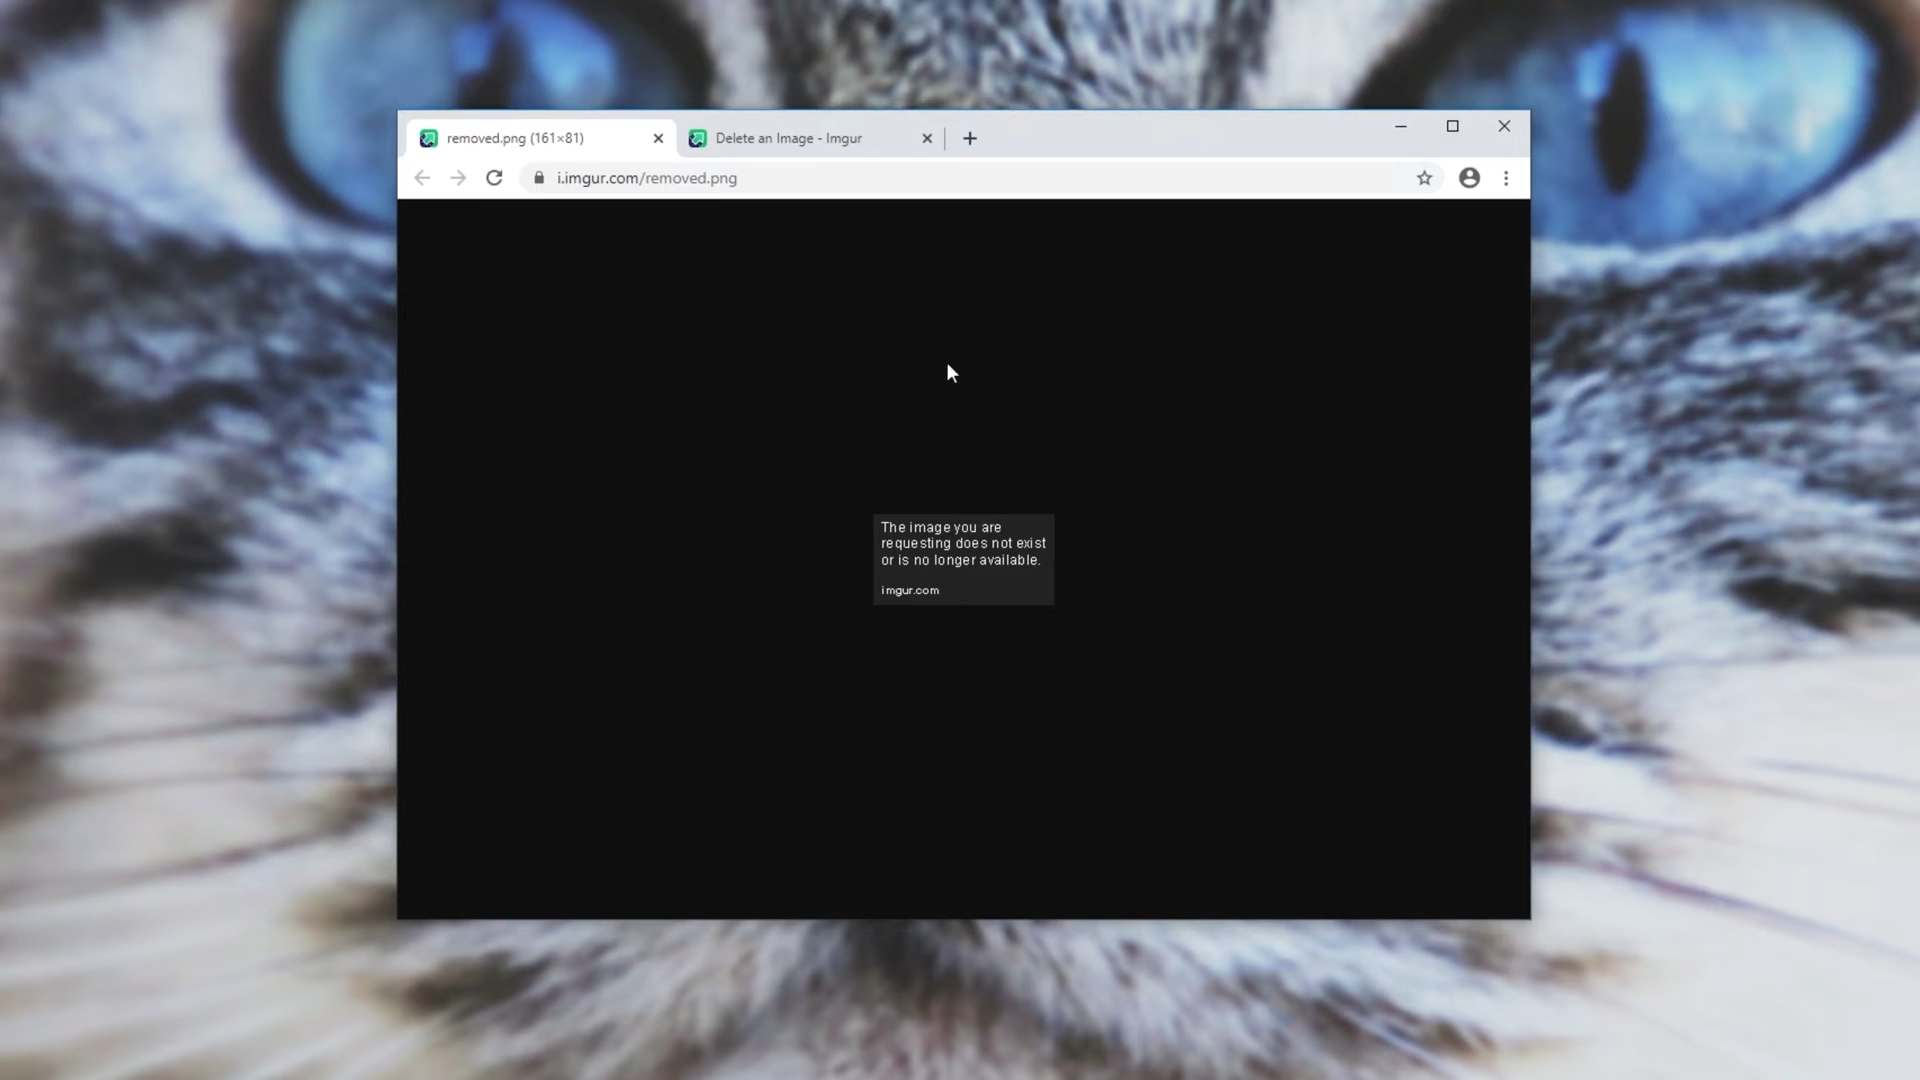 removed.png (161×81)
Delete an Image - Imgur
i.imgur.com/removed.png
The image you are
requesting does not exist
or is no longer available.
imgur.com